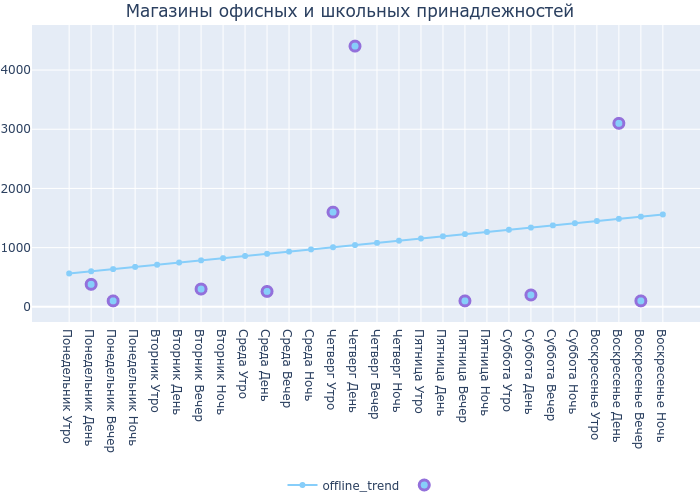 Магазины офисных и школьных принадлежностей
4000
3000
2000
1000
0
Понедельник Утро
Понедельник День
Понедельник Вечер
Понедельник Ночь
Вторник Утро
Вторник День
Вторник Вечер
Вторник Ночь
Среда Утро
Среда День
Среда Вечер
Среда Ночь
Четверг Утро
Четверг День
Четверг Вечер
Четверг Ночь
Пятница Утро
Пятница День
Пятница Вечер
Пятница Ночь
Суббота Утро
Суббота День
Суббота Вечер
Суббота Ночь
Воскресенье Утро
Воскресенье День
Воскресенье Вечер
Воскресенье Ночь
offline_trend